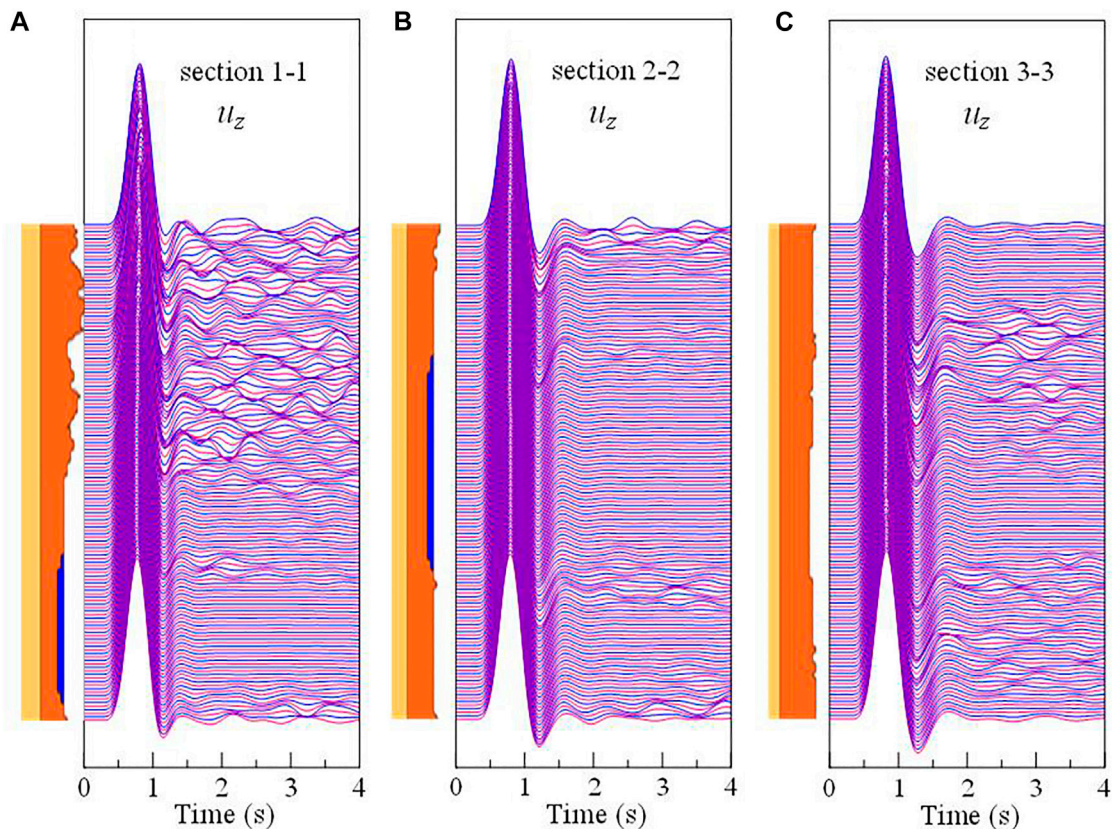 A
B
C
section 1-1
section 2-2
section 3-3
u_z
u_z
u_z
0 1 2 3 4
0 1 2 3 4
0 1 2 3 4
Time (s)
Time (s)
Time (s)